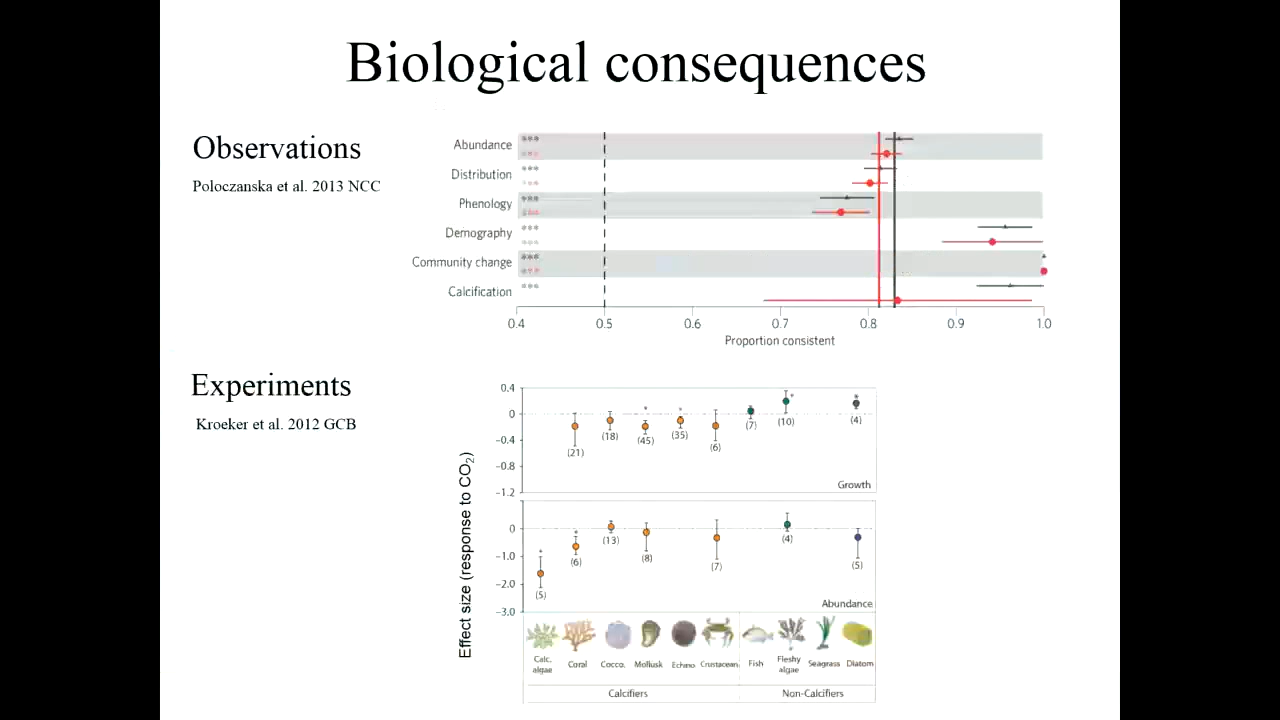 Biological consequences
Observations
Poloczanska et al. 2013 NCC
Abundance
***
***
Distribution
***
***
Phenology
***
***
Demography
***
***
Community change
***
***
Calcification
***
0.4 0.5 0.6 0.7 0.8 0.9 1.0
Proportion consistent
Experiments
Kroeker et al. 2012 GCB
Effect size (response to CO2)
0.4
0
−0.4
−0.8
−1.2
* * * *
(21) (18) (45) (35) (6) (7) (10) (4)
Growth
0
−1.0
−2.0
−3.0
* *
(5) (6) (13) (8) (7) (4) (5)
Abundance
Calc. algae Coral Cocco. Mollusk Echino. Crustacean Fish Fleshy algae Seagrass Diatom
Calcifiers Non-Calcifiers